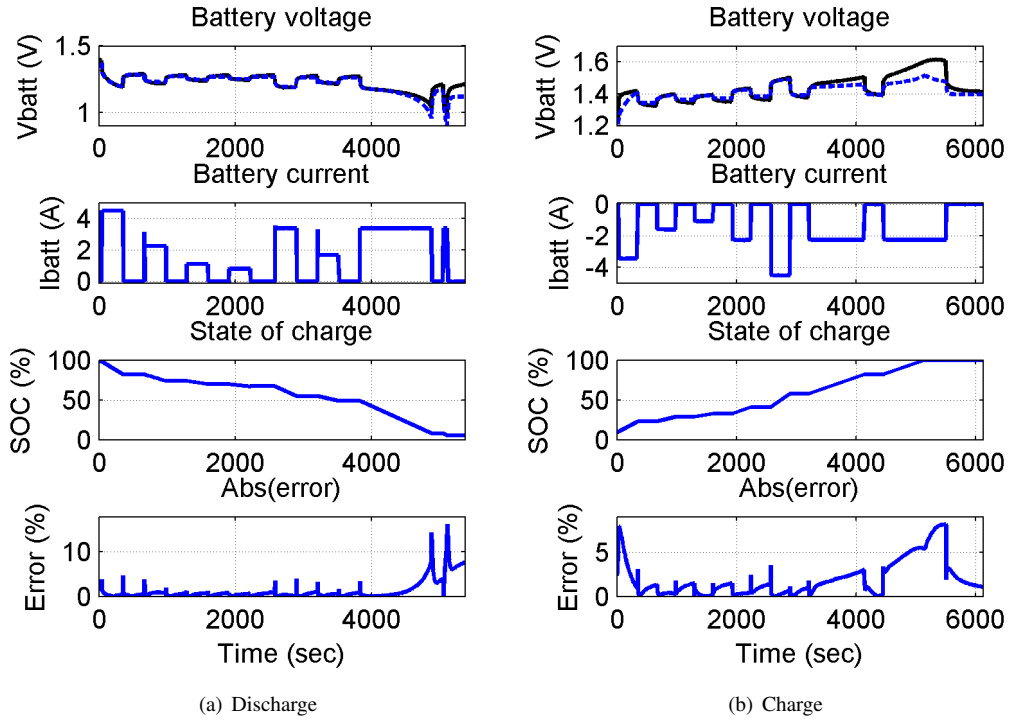 Battery voltage
Vbatt (V)
1.5
1
0 2000 4000
Battery current
Ibatt (A)
4
2
0
0 2000 4000
State of charge
SOC (%)
100
50
0
0 2000 4000
Abs(error)
Error (%)
10
0
0 2000 4000
Time (sec)
(a) Discharge
Battery voltage
Vbatt (V)
1.6
1.4
1.2
0 2000 4000 6000
Battery current
Ibatt (A)
0
-2
-4
0 2000 4000 6000
State of charge
SOC (%)
100
50
0
0 2000 4000 6000
Abs(error)
Error (%)
5
0
0 2000 4000 6000
Time (sec)
(b) Charge